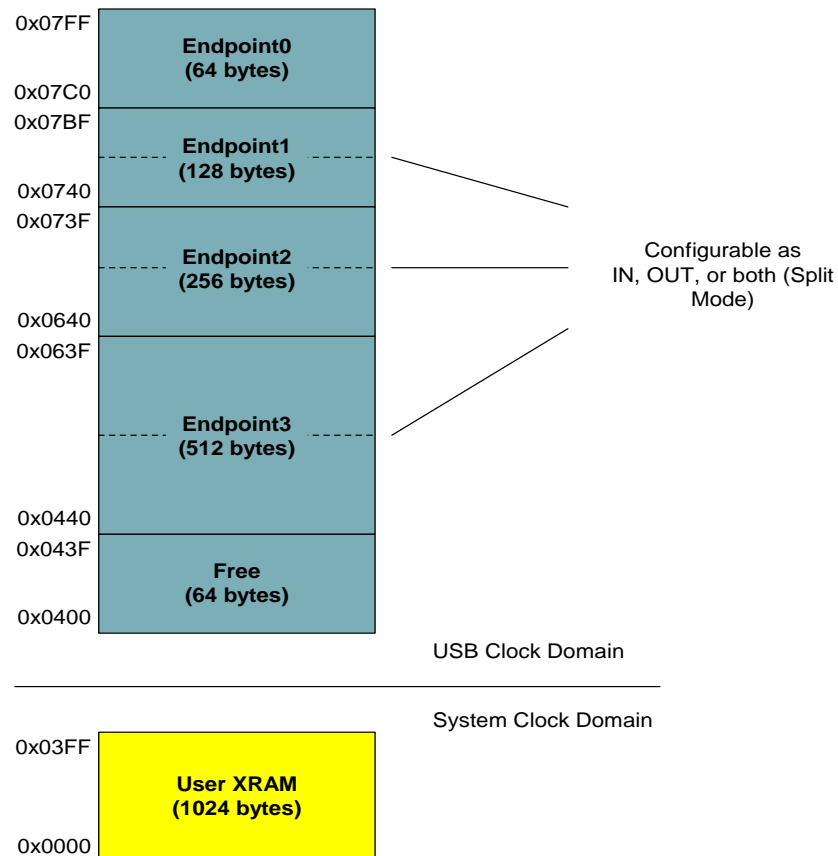 0x07FF
Endpoint0
(64 bytes)
0x07C0
0x07BF
Endpoint1
(128 bytes)
0x0740
0x073F
Endpoint2
(256 bytes)
0x0640
0x063F
Endpoint3
(512 bytes)
0x0440
0x043F
Free
(64 bytes)
0x0400
Configurable as
IN, OUT, or both (Split
Mode)
USB Clock Domain
System Clock Domain
0x03FF
User XRAM
(1024 bytes)
0x0000